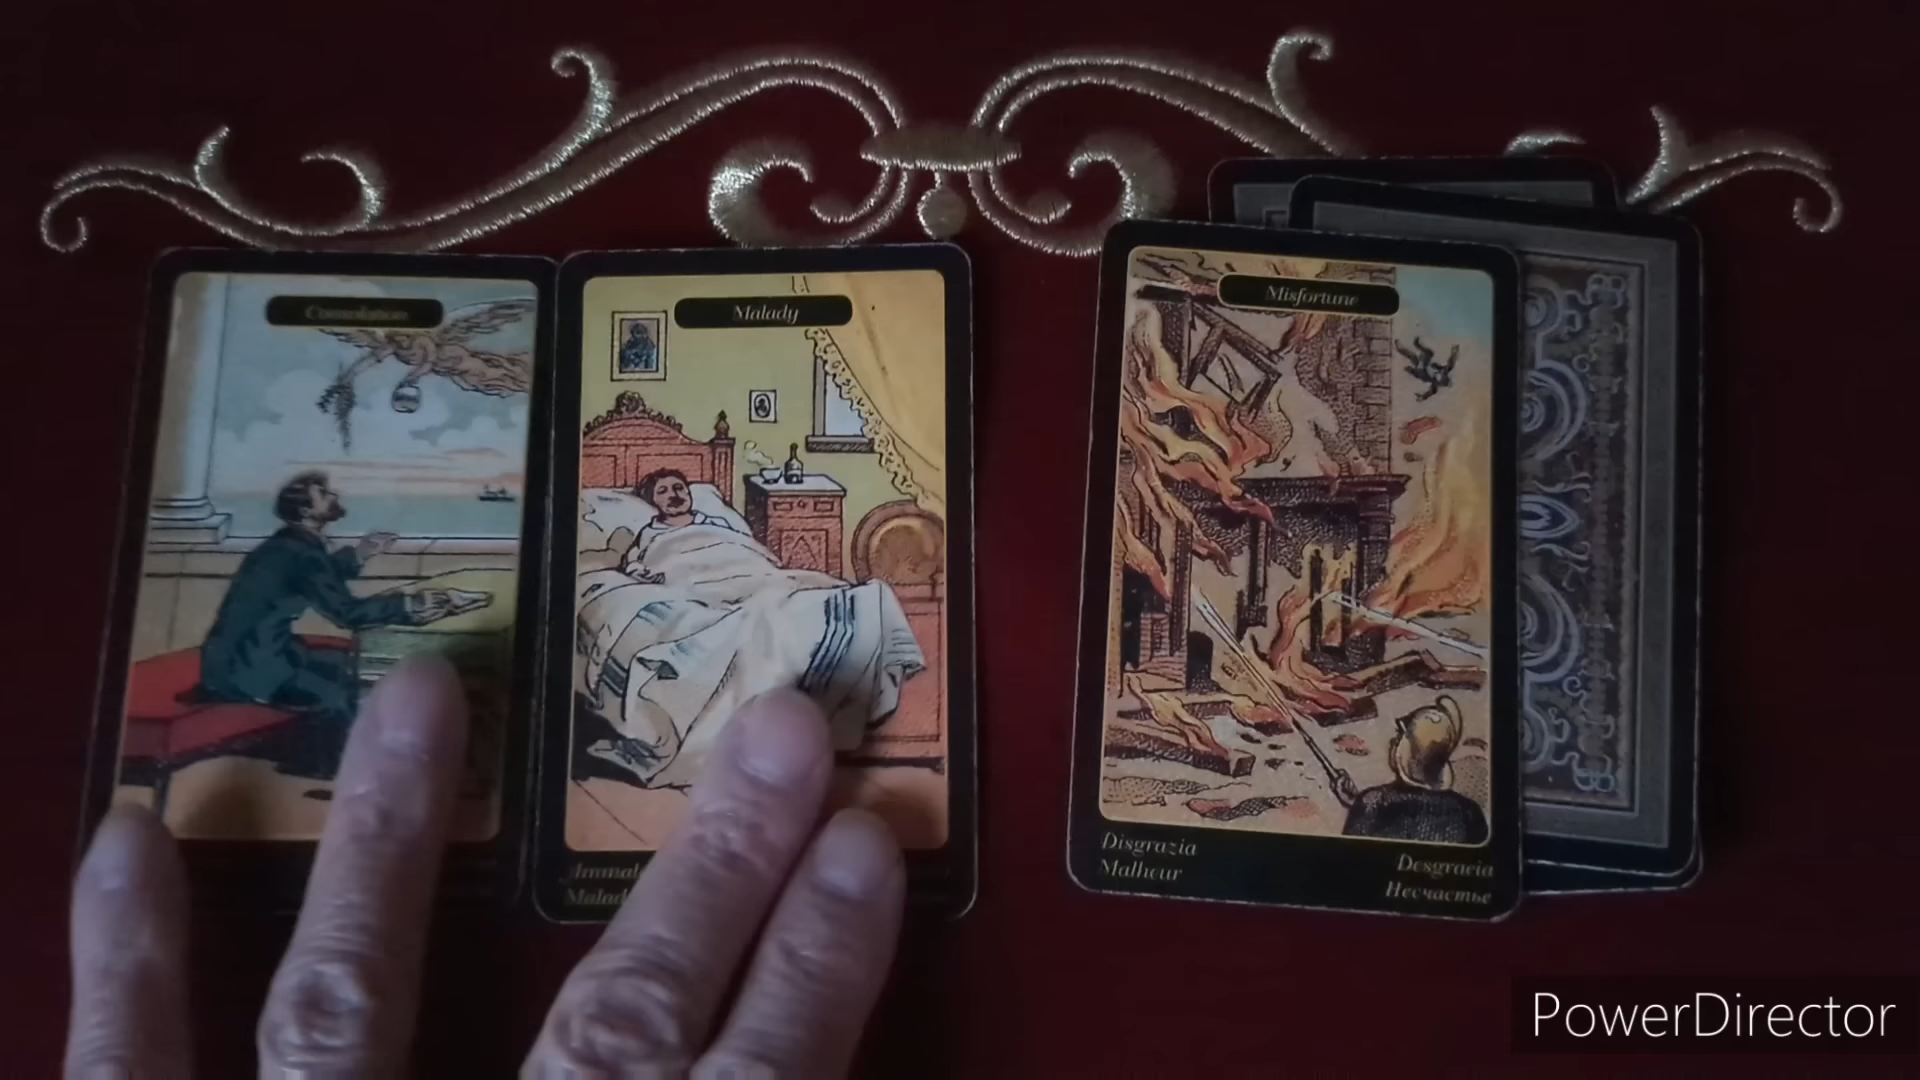 Consolation
Malady
Misfortune
Disgrazia
Malheur
Desgracia
Несчастье
PowerDirector